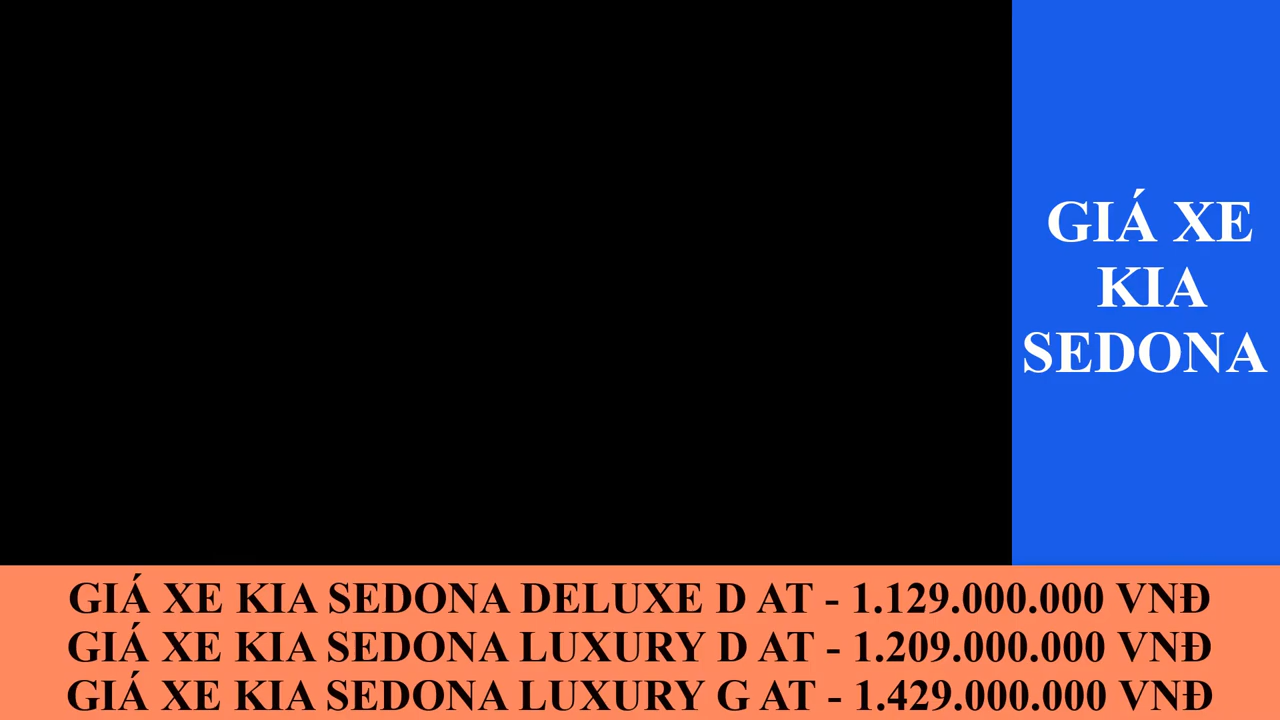 GIÁ XE
KIA
SEDONA
GIÁ XE KIA SEDONA DELUXE D AT - 1.129.000.000 VNĐ
GIÁ XE KIA SEDONA LUXURY D AT - 1.209.000.000 VNĐ
GIÁ XE KIA SEDONA LUXURY G AT - 1.429.000.000 VNĐ